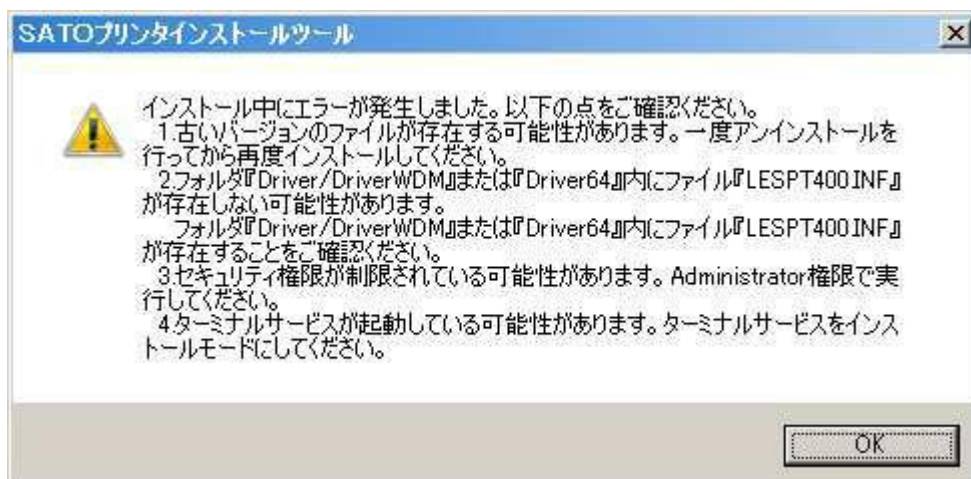 SATOプリンタインストールツール
インストール中にエラーが発生しました。以下の点をご確認ください。
1.古いバージョンのファイルが存在する可能性があります。一度アンインストールを
行ってから再度インストールしてください。
2.フォルダ『Driver/DriverWDM』または『Driver64』内にファイル『LESPT400.INF』
が存在しない可能性があります。
フォルダ『Driver/DriverWDM』または『Driver64』内にファイル『LESPT400.INF』
が存在することをご確認ください。
3.セキュリティ権限が制限されている可能性があります。Administrator権限で実
行してください。
4.ターミナルサービスが起動している可能性があります。ターミナルサービスをインス
トールモードにしてください。
OK